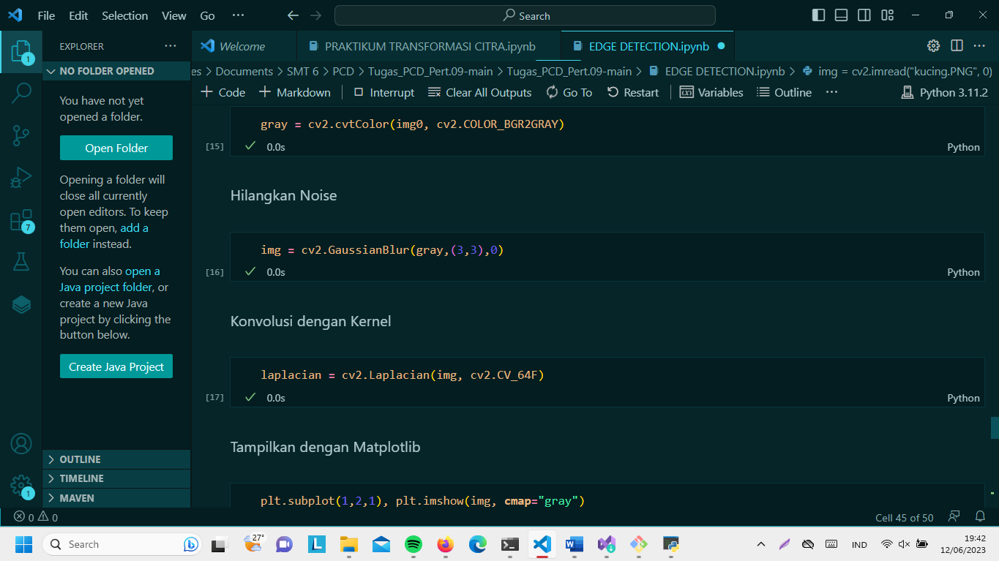 File Edit Selection View Go ··· Search
EXPLORER ···
Welcome PRAKTIKUM TRANSFORMASI CITRA.ipynb EDGE DETECTION.ipynb ···
1
NO FOLDER OPENED
es > Documents > SMT 6 > PCD > Tugas_PCD_Pert.09-main > Tugas_PCD_Pert.09-main > EDGE DETECTION.ipynb > img = cv2.imread("kucing.PNG", 0)
+ Code + Markdown Interrupt Clear All Outputs Go To Restart Variables Outline ··· Python 3.11.2
You have not yet
opened a folder.
Open Folder
Opening a folder will
close all currently
open editors. To keep
them open, add a
folder instead.
7
You can also open a
Java project folder, or
create a new Java
project by clicking the
button below.
Create Java Project
OUTLINE
TIMELINE
MAVEN
1
gray = cv2.cvtColor(img0, cv2.COLOR_BGR2GRAY)
[15] 0.0s Python
Hilangkan Noise
img = cv2.GaussianBlur(gray,(3,3),0)
[16] 0.0s Python
Konvolusi dengan Kernel
laplacian = cv2.Laplacian(img, cv2.CV_64F)
[17] 0.0s Python
Tampilkan dengan Matplotlib
plt.subplot(1,2,1), plt.imshow(img, cmap="gray")
0 0 Cell 45 of 50
Search 27° L IND 19:42
12/06/2023